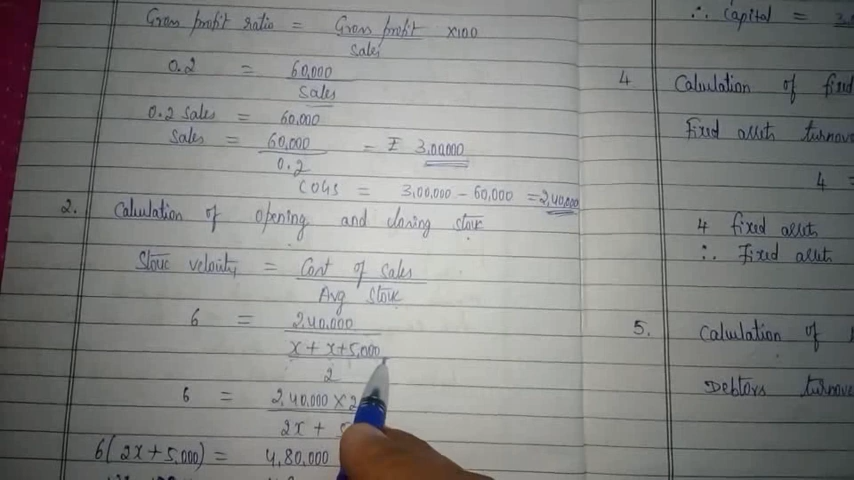 Gross profit ratio = Gross profit / Sales ×100
0.2 = 60,000 / Sales
0.2 Sales = 60,000
Sales = 60,000 / 0.2 = ₹ 3,00,000
COGS = 3,00,000 - 60,000 = 2,40,000
2. Calculation of opening and closing stock
Stock velocity = Cost of Sales / Avg Stock
6 = 2,40,000 / x + x+5,000 / 2
6 = 2,40,000 × 2 / 2x +
6(2x+5,000) = 4,80,000
∴ Capital =
4 Calculation of fixed
Fixed assets
4 =
4 fixed assets
∴ Fixed assets
5. Calculation of
Debtors